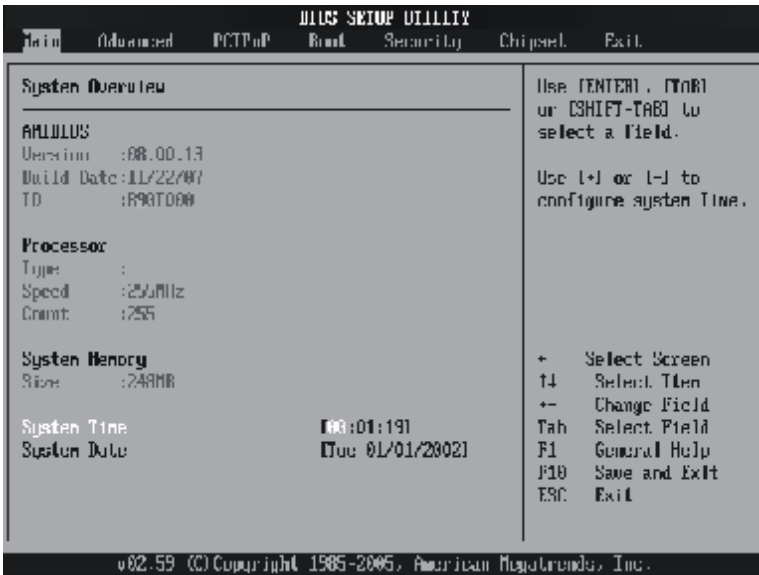 BIOS SETUP UTILITY
Main Advanced PCIPnP Boot Security Chipset Exit
System Overview
AMIBIOS
Version :08.00.13
Build Date:11/22/07
ID :
Processor
Type :
Speed :255MHz
Count :255
System Memory
Size :248MB
System Time [00:01:19]
System Date [Tue 01/01/2002]
Use [ENTER], [TAB]
or [SHIFT-TAB] to
select a field.
Use [+] or [-] to
configure system Time.
← Select Screen
↑↓ Select Item
+- Change Field
Tab Select Field
F1 General Help
F10 Save and Exit
ESC Exit
v02.59 (C)Copyright 1985-2005, American Megatrends, Inc.